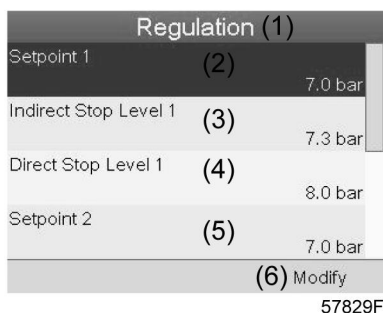 Regulation (1)
Setpoint 1 (2)
7.0 bar
Indirect Stop Level 1 (3)
7.3 bar
Direct Stop Level 1 (4)
8.0 bar
Setpoint 2 (5)
7.0 bar
(6) Modify
57829F